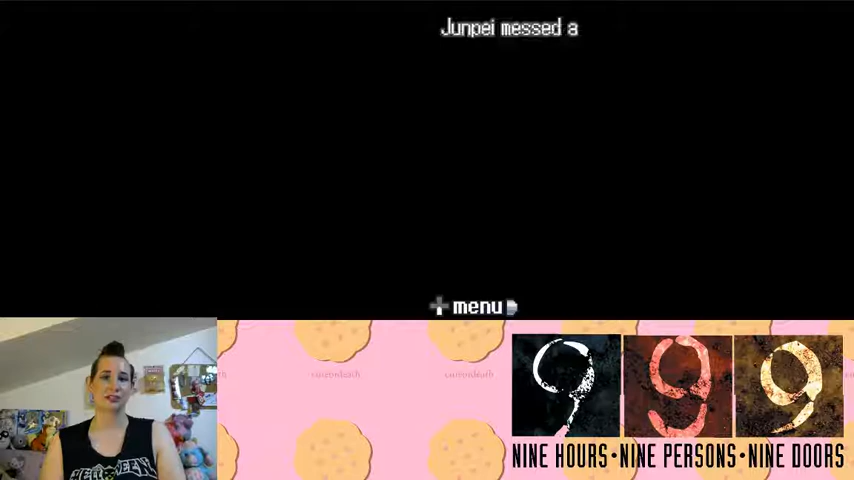 Junpei messed a
menu
NINE HOURS·NINE PERSONS·NINE DOORS
999